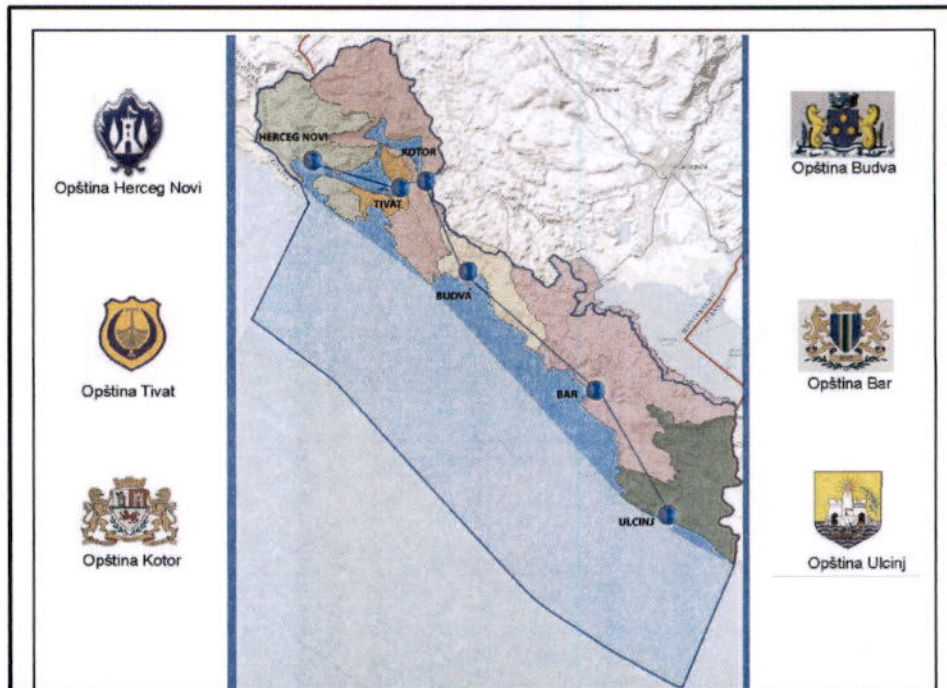 Opština Herceg Novi
Opština Tivat
Opština Kotor
HERCEG NOVI
KOTOR
TIVAT
BUDVA
BAR
ULCINJ
Opština Budva
Opština Bar
Opština Ulcinj